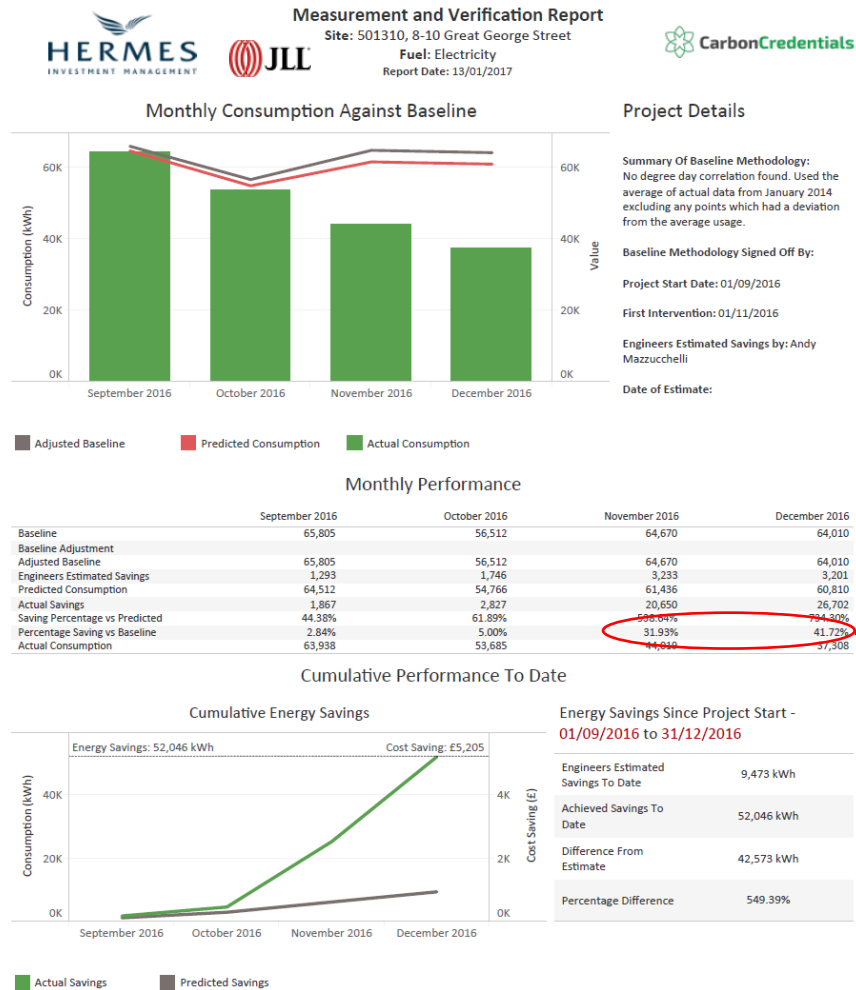 Measurement and Verification Report
HERMES
INVESTMENT MANAGEMENT
JLL
Site: 501310, 8-10 Great George Street
Fuel: Electricity
Report Date: 13/01/2017
CarbonCredentials
Monthly Consumption Against Baseline
Consumption (kWh)
60K
40K
20K
0K
60K
40K
20K
0K
Value
September 2016 October 2016 November 2016 December 2016
Adjusted Baseline Predicted Consumption Actual Consumption
Project Details
Summary Of Baseline Methodology:
No degree day correlation found. Used the
average of actual data from January 2014
excluding any points which had a deviation
from the average usage.
Baseline Methodology Signed Off By:
Project Start Date: 01/09/2016
First Intervention: 01/11/2016
Engineers Estimated Savings by: Andy
Mazzucchelli
Date of Estimate:
Monthly Performance
September 2016 October 2016 November 2016 December 2016
Baseline 65,805 56,512 64,670 64,010
Baseline Adjustment
Adjusted Baseline 65,805 56,512 64,670 64,010
Engineers Estimated Savings 1,293 1,746 3,233 3,201
Predicted Consumption 64,512 54,766 61,436 60,810
Actual Savings 1,867 2,827 20,650 26,702
Saving Percentage vs Predicted 44.38% 61.89% 538.64% 734.30%
Percentage Saving vs Baseline 2.84% 5.00% 31.93% 41.72%
Actual Consumption 63,938 53,685 44,019 37,308
Cumulative Performance To Date
Cumulative Energy Savings
Energy Savings: 52,046 kWh Cost Saving: £5,205
Consumption (kWh)
40K
20K
0K
4K
2K
0K
Cost Saving (£)
September 2016 October 2016 November 2016 December 2016
Actual Savings Predicted Savings
Energy Savings Since Project Start -
01/09/2016 to 31/12/2016
Engineers Estimated
Savings To Date
9,473 kWh
Achieved Savings To
Date
52,046 kWh
Difference From
Estimate
42,573 kWh
Percentage Difference 549.39%